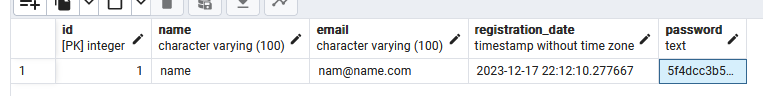 id name email registration_date password
[PK] integer character varying (100) character varying (100) timestamp without time zone text
1 1 name nam@name.com 2023-12-17 22:12:10.277667 5f4dcc3b5...